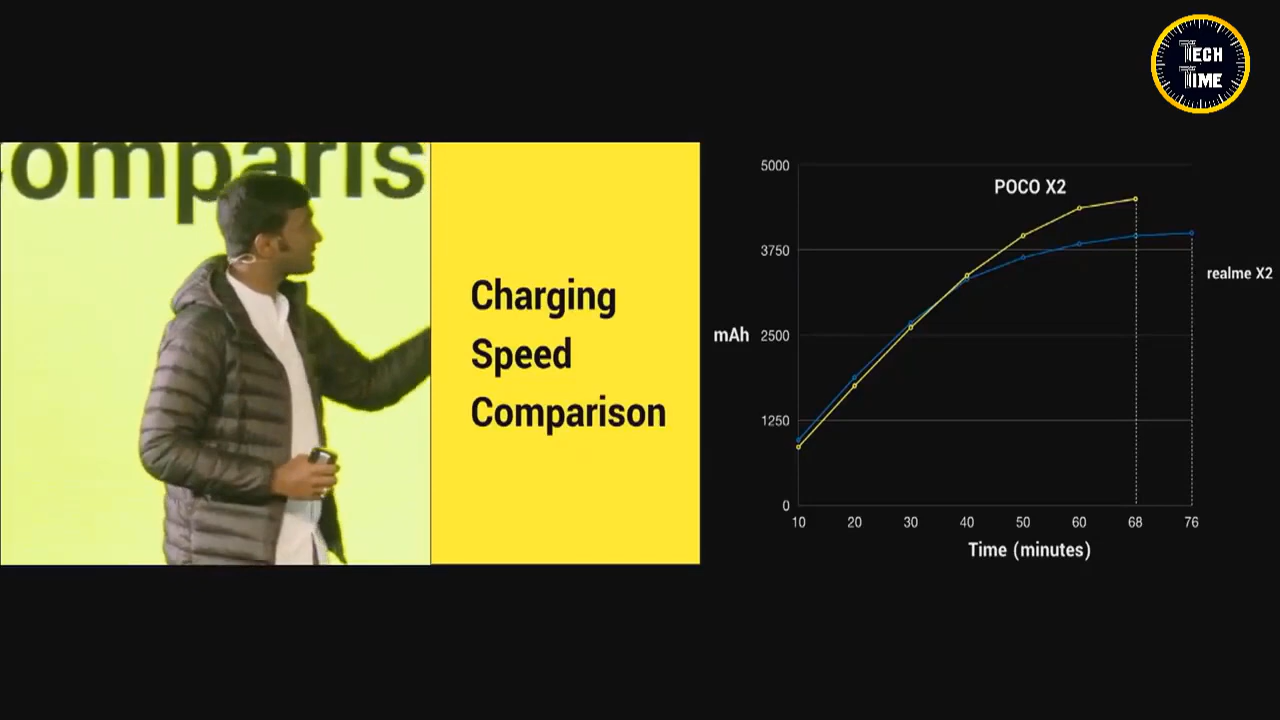 TECH
TIME
omparis
Charging
Speed
Comparison
5000
3750
2500
1250
0
mAh
POCO X2
realme X2
10 20 30 40 50 60 68 76
Time (minutes)